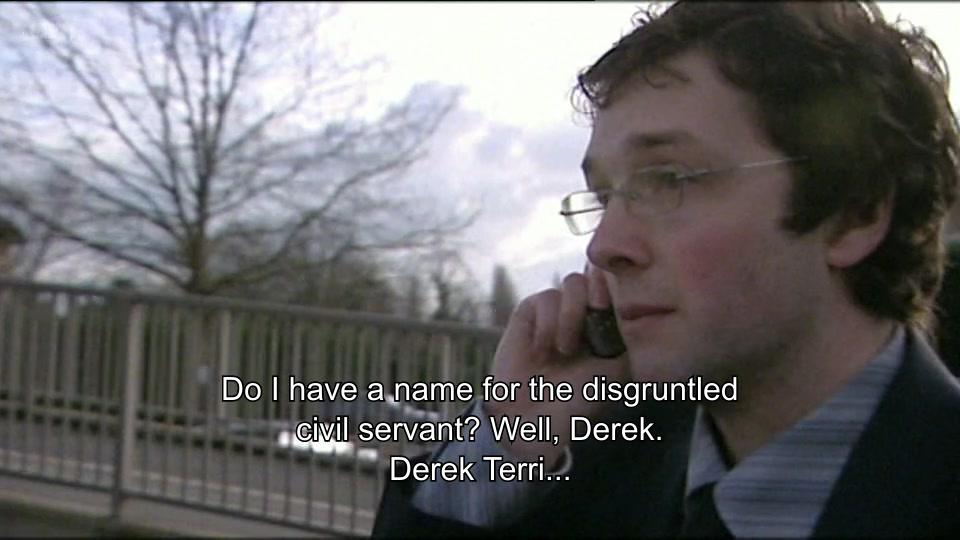 Do I have a name for the disgruntled
civil servant? Well, Derek.
Derek Terri...